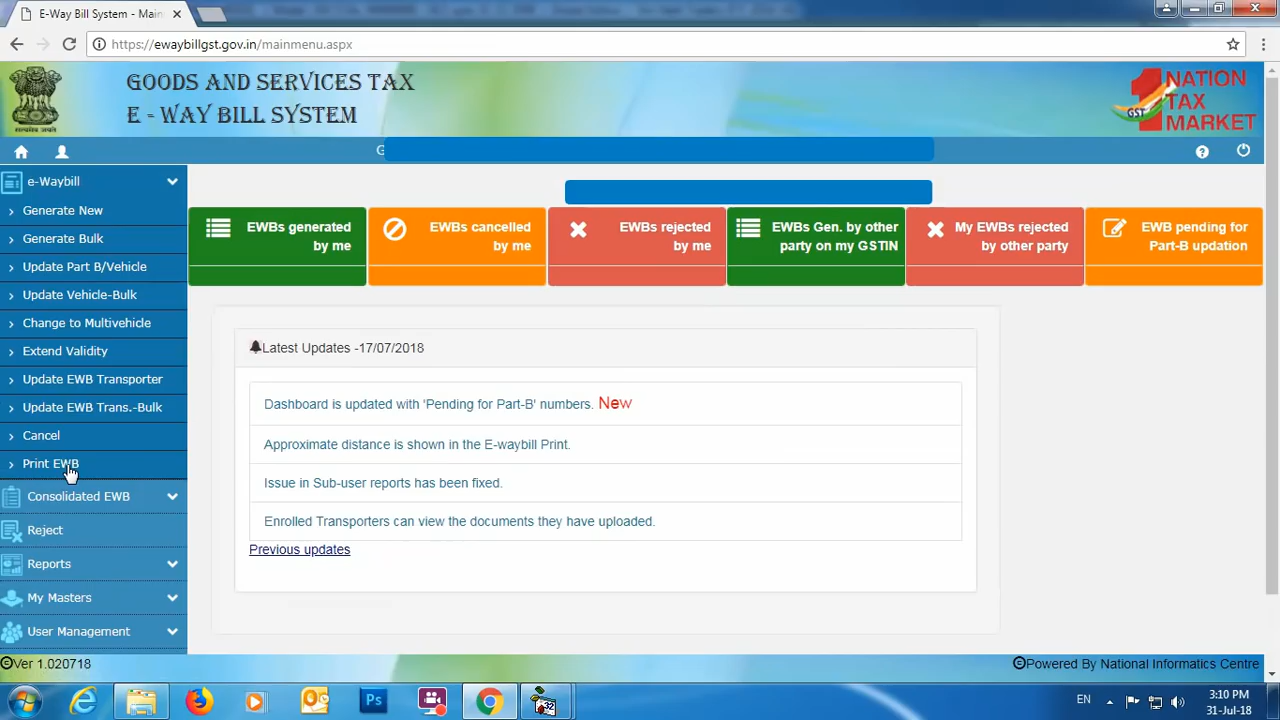 E-Way Bill System - Main
https://ewaybillgst.gov.in/mainmenu.aspx
GOODS AND SERVICES TAX
E - WAY BILL SYSTEM
सत्यमेव जयते
1 NATION
TAX
MARKET
GST
G
e-Waybill
Generate New
Generate Bulk
Update Part B/Vehicle
Update Vehicle-Bulk
Change to Multivehicle
Extend Validity
Update EWB Transporter
Update EWB Trans.-Bulk
Cancel
Print EWB
Consolidated EWB
Reject
Reports
My Masters
User Management
EWBs generated
by me
EWBs cancelled
by me
EWBs rejected
by me
EWBs Gen. by other
party on my GSTIN
My EWBs rejected
by other party
EWB pending for
Part-B updation
Latest Updates -17/07/2018
Dashboard is updated with 'Pending for Part-B' numbers. New
Approximate distance is shown in the E-waybill Print.
Issue in Sub-user reports has been fixed.
Enrolled Transporters can view the documents they have uploaded.
Previous updates
©Ver 1.020718
©Powered By National Informatics Centre
Ps
32
EN
3:10 PM
31-Jul-18